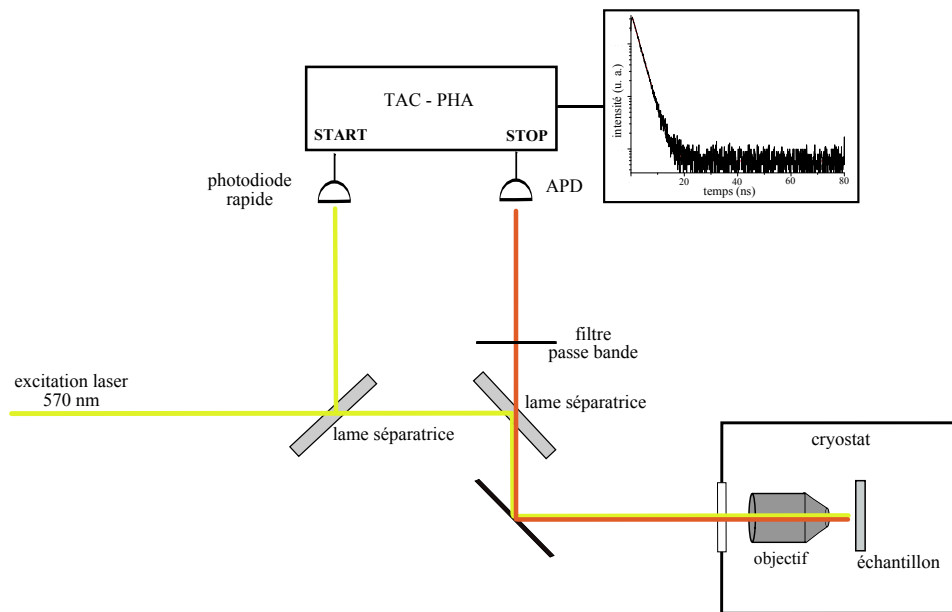 TAC - PHA
START
STOP
photodiode
rapide
APD
intensité (u. a.)
20
40
60
80
temps (ns)
filtre
passe bande
excitation laser
570 nm
lame séparatrice
lame séparatrice
cryostat
objectif
échantillon